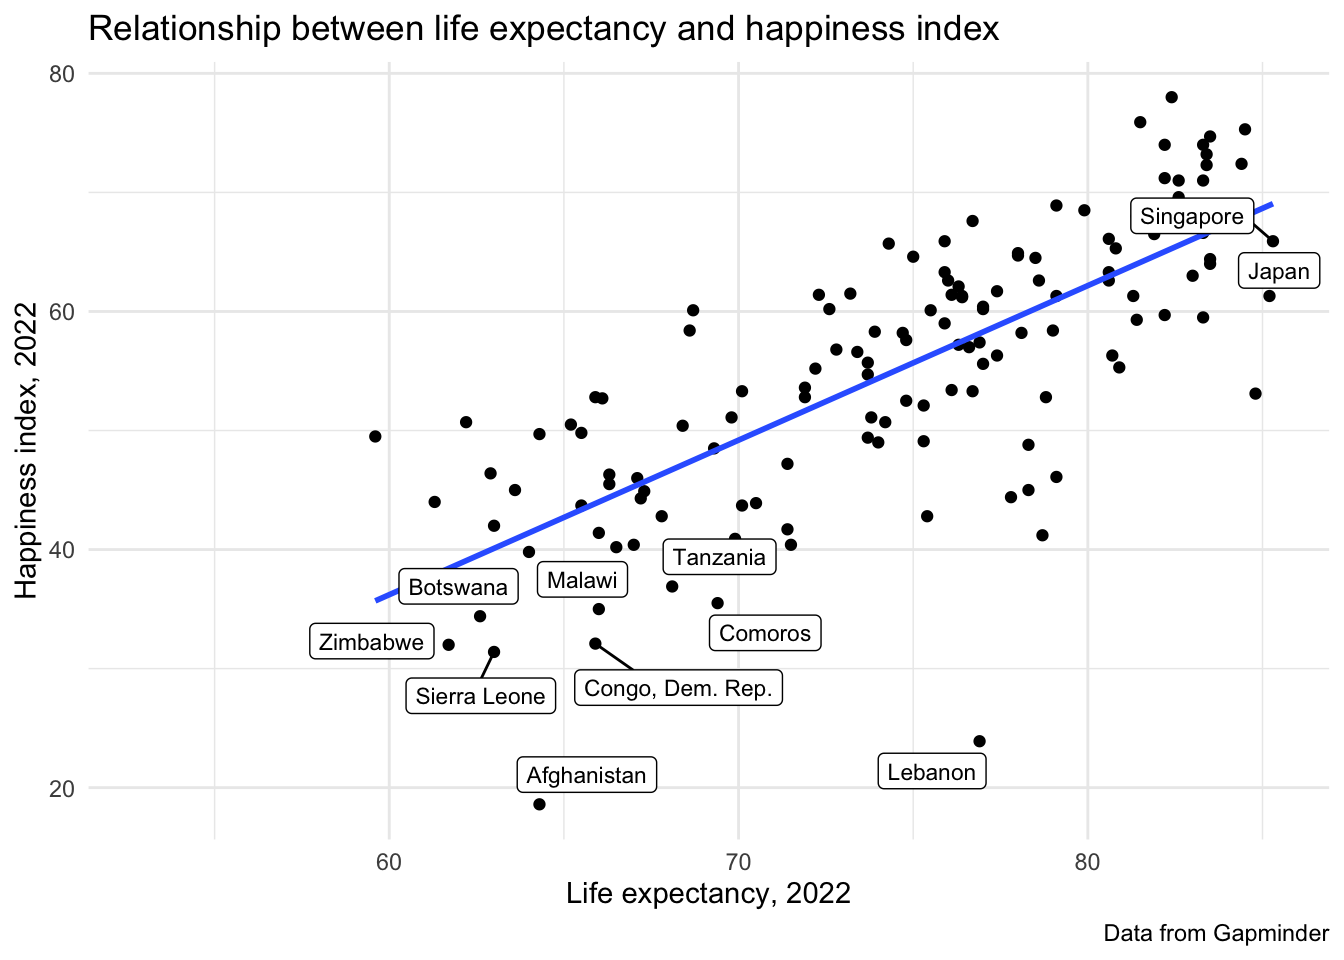 Relationship between life expectancy and happiness index
80
60
40
20
Happiness index, 2022
Singapore
Japan
Tanzania
Malawi
Botswana
Comoros
Zimbabwe
Congo, Dem. Rep.
Sierra Leone
Afghanistan
Lebanon
60
70
80
Life expectancy, 2022
Data from Gapminder